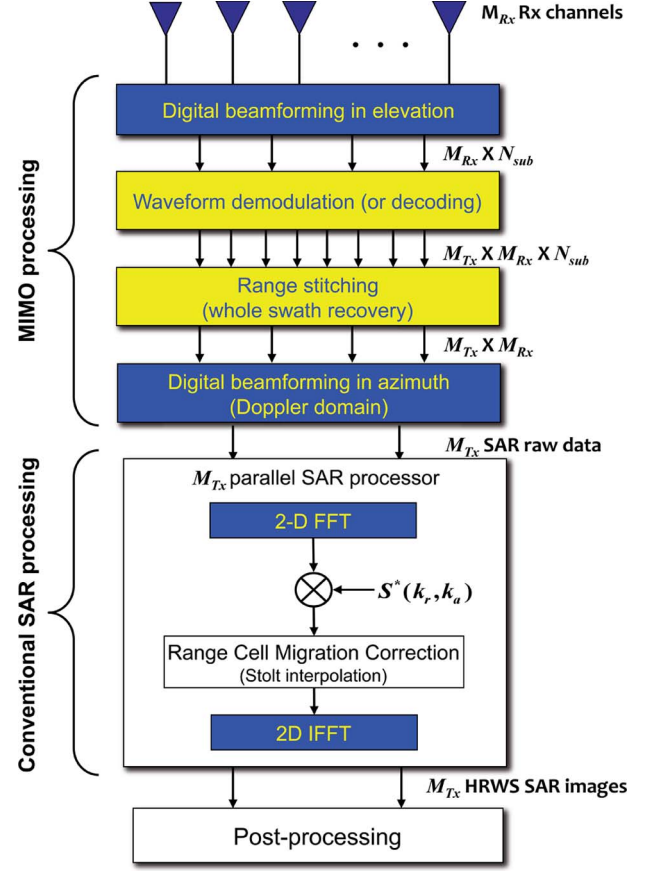 M_Rx Rx channels
. . .
Digital beamforming in elevation
M_Rx X N_sub
Waveform demodulation (or decoding)
M_Tx X M_Rx X N_sub
Range stitching
(whole swath recovery)
M_Tx X M_Rx
Digital beamforming in azimuth
(Doppler domain)
MIMO processing
M_Tx SAR raw data
M_Tx parallel SAR processor
2-D FFT
S*(k_r,k_a)
Range Cell Migration Correction
(Stolt interpolation)
2D IFFT
Conventional SAR processing
M_Tx HRWS SAR images
Post-processing